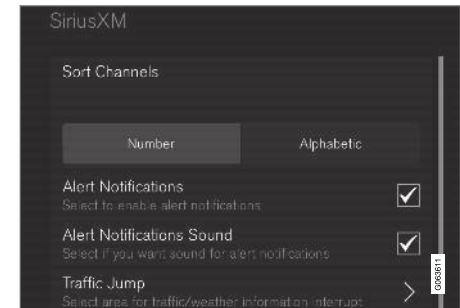 SiriusXM
Sort Channels
Number
Alphabetic
Alert Notifications
Select to enable alert notifications
Alert Notifications Sound
Select if you want sound for alert notifications
Traffic Jump
Select area for traffic/weather information interrupt
G063611